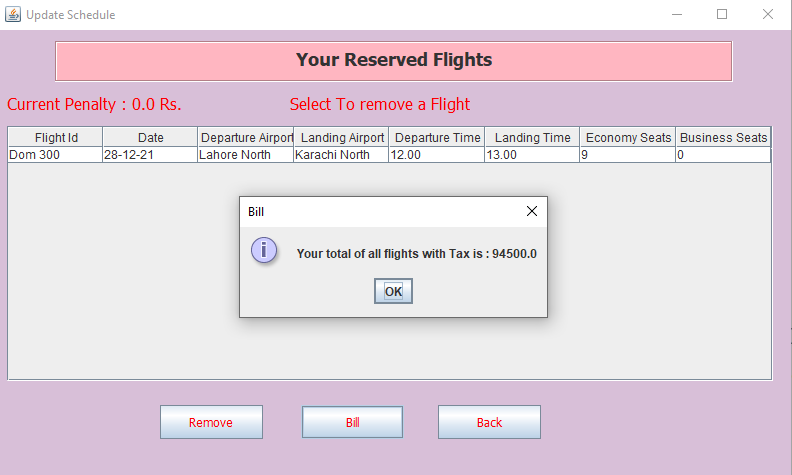 Update Schedule
Your Reserved Flights
Current Penalty : 0.0 Rs. Select To remove a Flight
Flight Id Date Departure Airport Landing Airport Departure Time Landing Time Economy Seats Business Seats
Dom 300 28-12-21 Lahore North Karachi North 12.00 13.00 9 0
Bill
Your total of all flights with Tax is : 94500.0
OK
Remove Bill Back